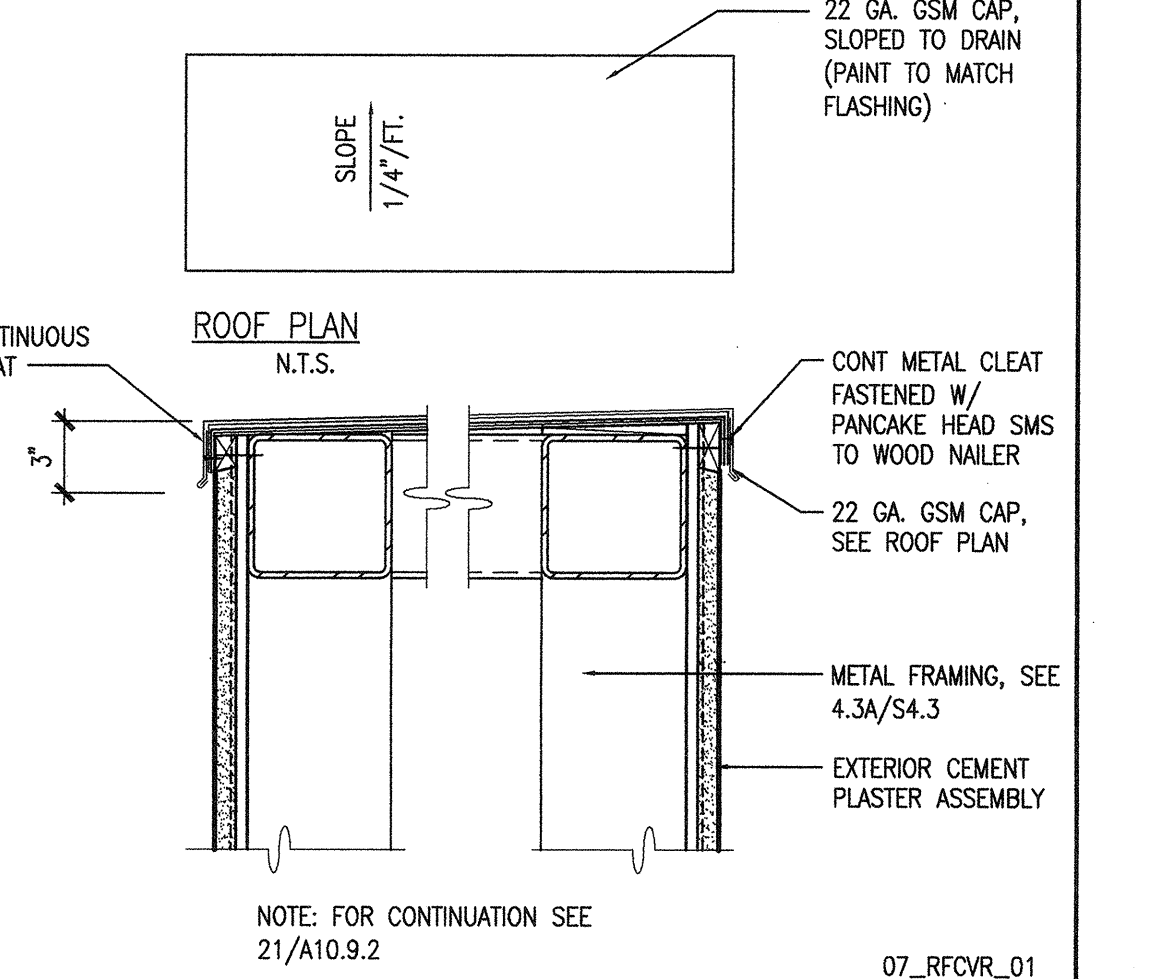 22 GA. GSM CAP,
SLOPED TO DRAIN
(PAINT TO MATCH
FLASHING)
SLOPE
1/4"/FT.
ROOF PLAN
N.T.S.
TINUOUS
AT
3"
CONT METAL CLEAT
FASTENED W/
PANCAKE HEAD SMS
TO WOOD NAILER
22 GA. GSM CAP,
SEE ROOF PLAN
METAL FRAMING, SEE
4.3A/S4.3
EXTERIOR CEMENT
PLASTER ASSEMBLY
NOTE: FOR CONTINUATION SEE
21/A10.9.2
07_RFCVR_01